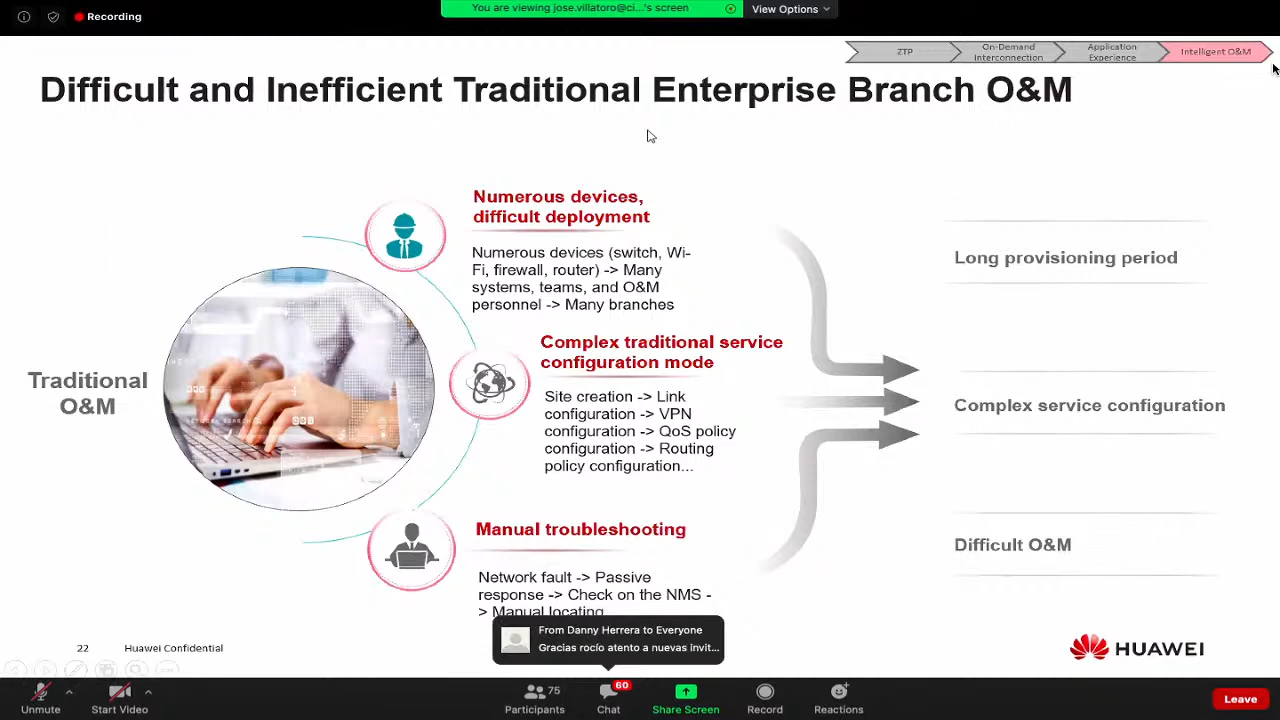 Recording
You are viewing jose.villatoro@ci...'s screen
View Options
ZTP
On-Demand
Interconnection
Application
Experience
Intelligent O&M
Difficult and Inefficient Traditional Enterprise Branch O&M
Traditional
O&M
Numerous devices,
difficult deployment
Numerous devices (switch, Wi-
Fi, firewall, router) -> Many
systems, teams, and O&M
personnel -> Many branches
Complex traditional service
configuration mode
Site creation -> Link
configuration -> VPN
configuration -> QoS policy
configuration -> Routing
policy configuration...
Manual troubleshooting
Network fault -> Passive
response -> Check on the NMS -
> Manual locating
Long provisioning period
Complex service configuration
Difficult O&M
From Danny Herrera to Everyone
Gracias rocío atento a nuevas invit...
22
Huawei Confidential
HUAWEI
Unmute
Start Video
75
Participants
60
Chat
Share Screen
Record
Reactions
Leave